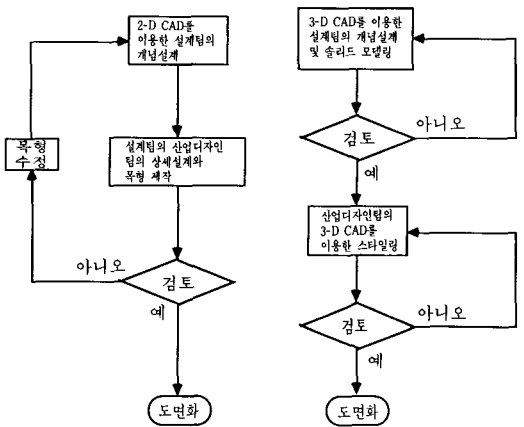 2-D CAD를
이용한 설계팀의
개념설계
목형
수정
설계팀의 산업디자인
팀의 상세설계와
목형 제작
아니오
검토
예
도면화
3-D CAD를 이용한
설계팀의 개념설계
및 솔리드 모델링
검토
아니오
예
산업디자인팀의
3-D CAD를
이용한 스타일링
검토
아니오
예
도면화